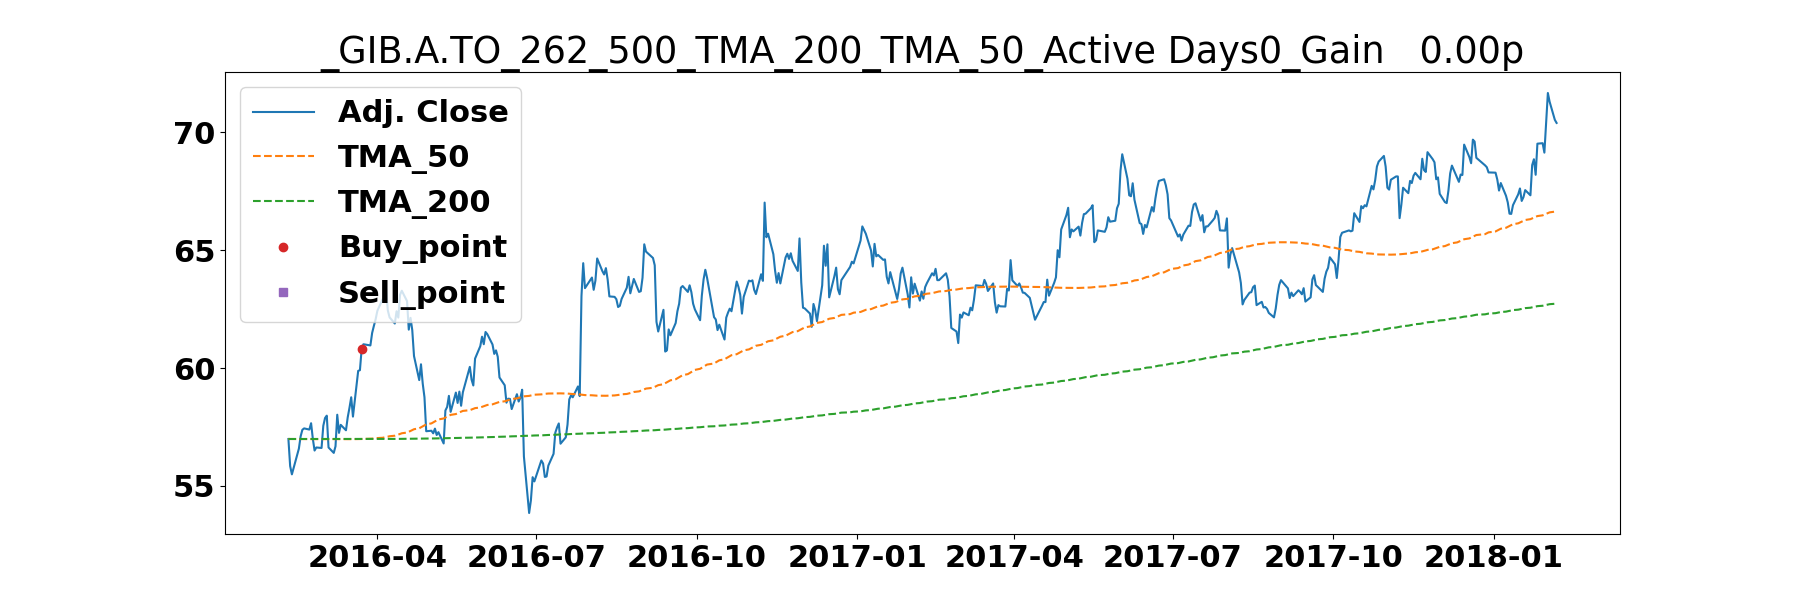 _GIB.A.TO_262_500_TMA_200_TMA_50_Active Days0_Gain   0.00p
Adj. Close
TMA_50
TMA_200
Buy_point
Sell_point
70
65
60
55
2016-04 2016-07 2016-10 2017-01 2017-04 2017-07 2017-10 2018-01